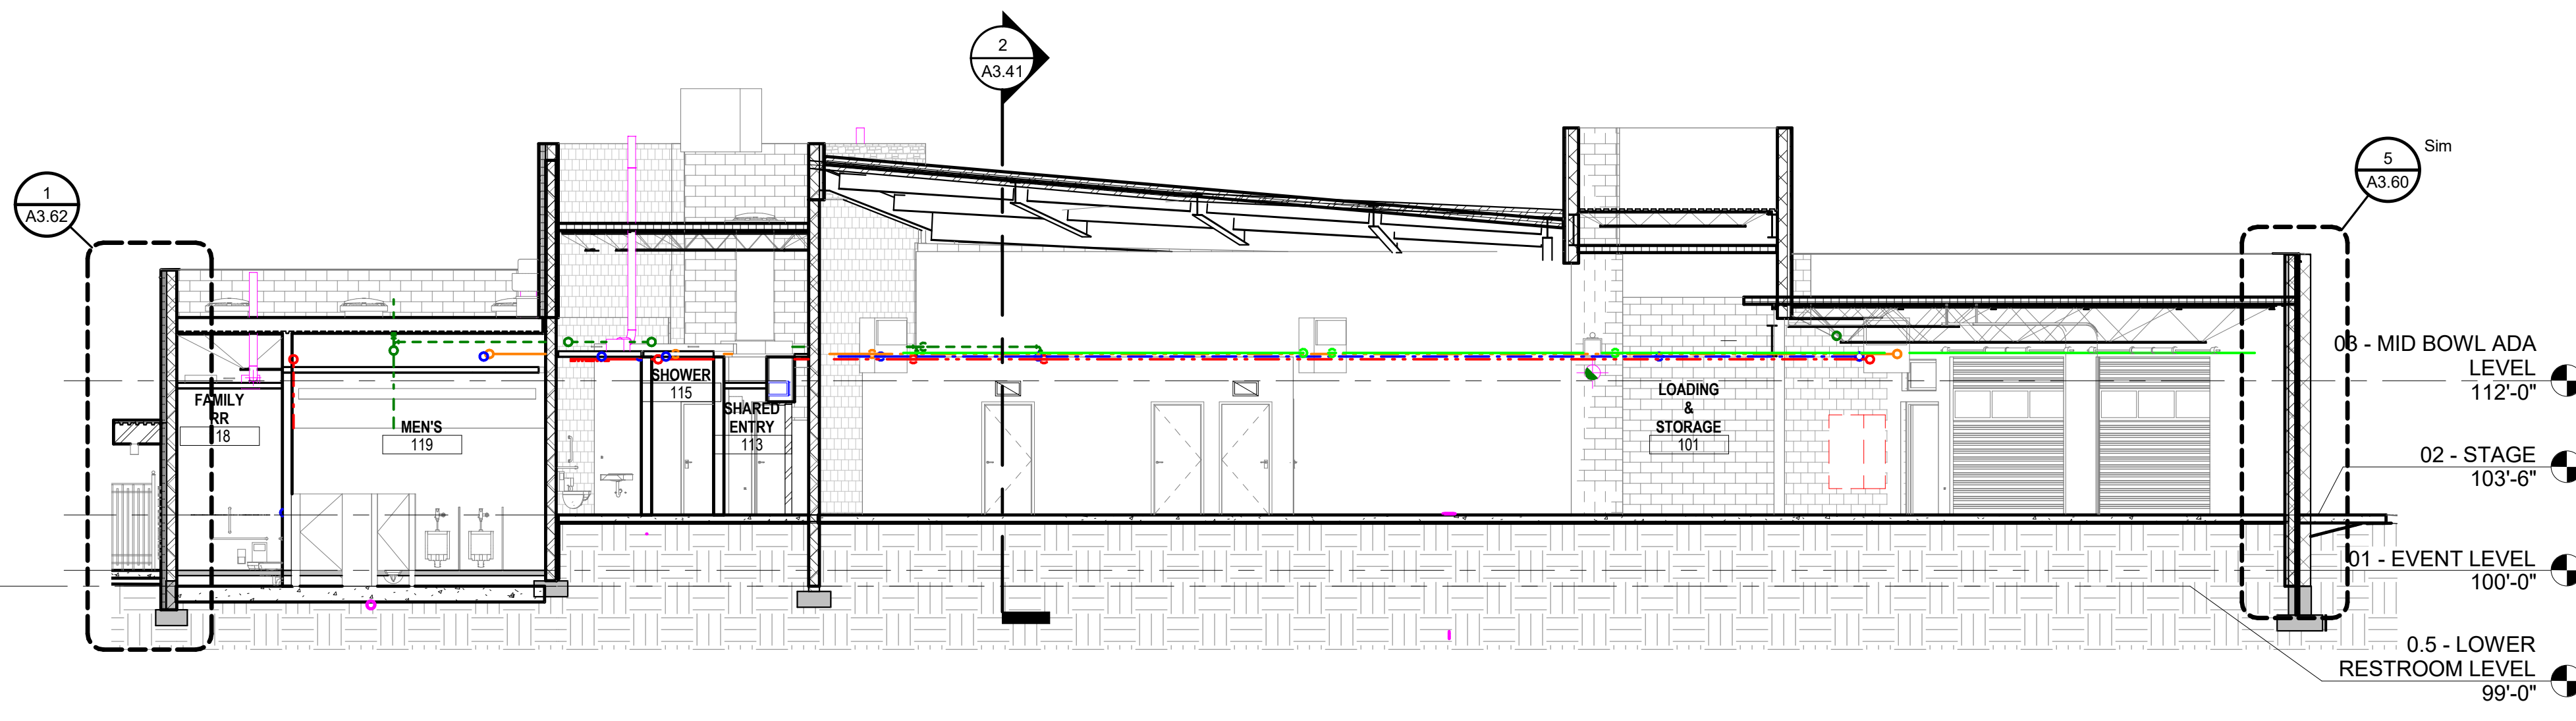 2
A3.41
5
Sim
A3.60
1
A3.62
03 - MID BOWL ADA
LEVEL
112'-0"
SHOWER
115
FAMILY
RR
18
MEN'S
119
SHARED
ENTRY
113
LOADING
&
STORAGE
101
02 - STAGE
103'-6"
01 - EVENT LEVEL
100'-0"
0.5 - LOWER
RESTROOM LEVEL
99'-0"